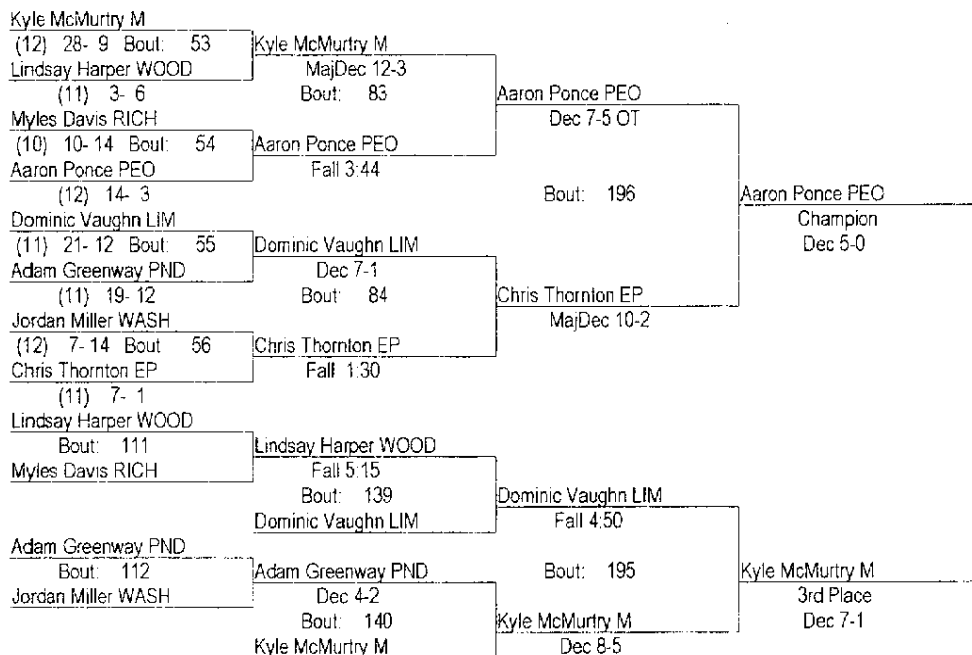 Kyle McMurtry M
(12) 28- 9 Bout: 53
Lindsay Harper WOOD
(11) 3- 6
Myles Davis RICH
(10) 10- 14 Bout: 54
Aaron Ponce PEO
(12) 14- 3
Dominic Vaughn LIM
(11) 21- 12 Bout: 55
Adam Greenway PND
(11) 19- 12
Jordan Miller WASH
(12) 7- 14 Bout 56
Chris Thornton EP
(11) 7- 1
Kyle McMurtry M
MajDec 12-3
Bout: 83
Aaron Ponce PEO
Fall 3:44
Dominic Vaughn LIM
Dec 7-1
Bout: 84
Chris Thornton EP
Fall 1:30
Aaron Ponce PEO
Dec 7-5 OT
Bout: 196
Chris Thornton EP
MajDec 10-2
Aaron Ponce PEO
Champion
Dec 5-0
Lindsay Harper WOOD
Bout: 111
Myles Davis RICH
Adam Greenway PND
Bout: 112
Jordan Miller WASH
Lindsay Harper WOOD
Fall 5:15
Bout: 139
Dominic Vaughn LIM
Adam Greenway PND
Dec 4-2
Bout: 140
Kyle McMurtry M
Dominic Vaughn LIM
Fall 4:50
Bout: 195
Kyle McMurtry M
Dec 8-5
Kyle McMurtry M
3rd Place
Dec 7-1